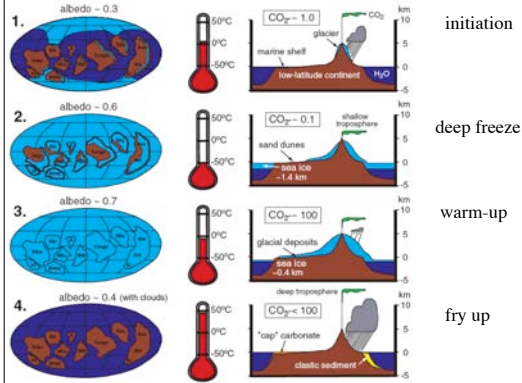 1.
albedo ~ 0.3
50°C
0°C
-50°C
CO₂ ~ 1.0
CO₂
glacier
marine shelf
low-latitude continent
H₂O
km
10
5
0
-5
initiation
2.
albedo ~ 0.6
50°C
0°C
-50°C
CO₂ ~ 0.1
shallow
troposphere
sand dunes
sea ice
~1.4 km
km
10
5
0
-5
deep freeze
3.
albedo ~ 0.7
50°C
0°C
-50°C
CO₂ ~ 100
glacial deposits
sea ice
~0.4 km
km
10
5
0
-5
warm-up
4.
albedo ~ 0.4 (with clouds)
50°C
0°C
-50°C
deep troposphere
CO₂ < 100
"cap" carbonate
clastic sediment
km
10
5
0
-5
fry up